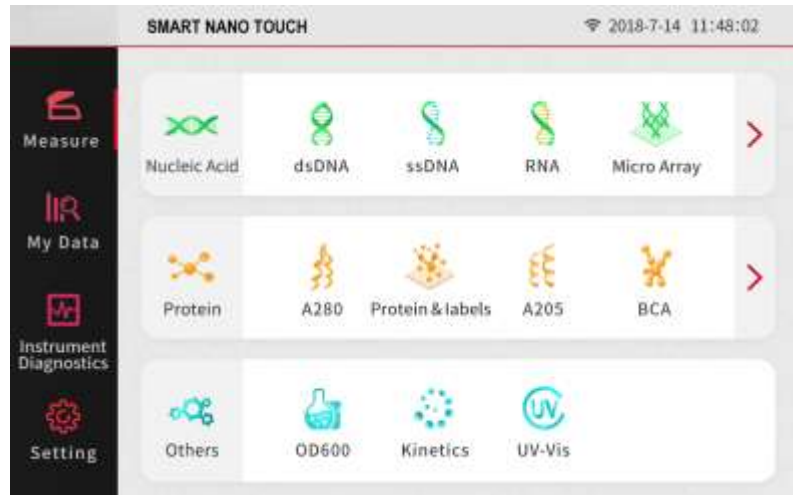 SMART NANO TOUCH
2018-7-14 11:48:02
Measure
My Data
Instrument
Diagnostics
Setting
Nucleic Acid
dsDNA
ssDNA
RNA
Micro Array
Protein
A280
Protein & labels
A205
BCA
Others
OD600
Kinetics
UV
UV-Vis